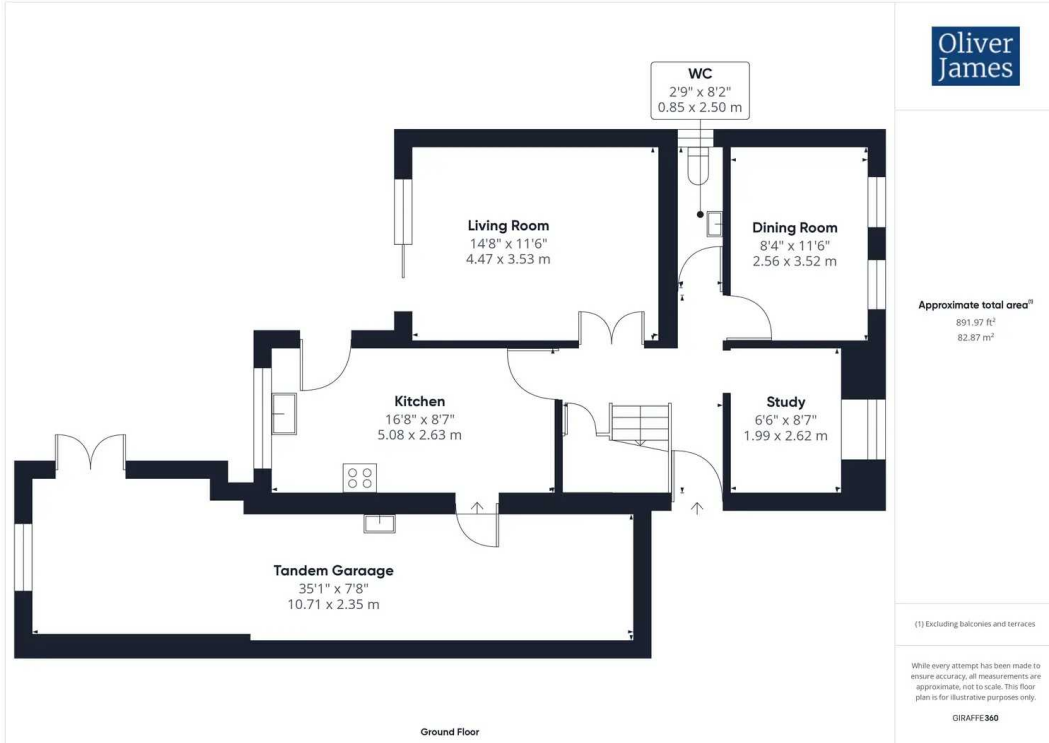 Oliver
James
WC
2'9" x 8'2"
0.85 x 2.50 m
Living Room
14'8" x 11'6"
4.47 x 3.53 m
Dining Room
8'4" x 11'6"
2.56 x 3.52 m
Approximate total area(1)
891.97 ft²
82.87 m²
Kitchen
16'8" x 8'7"
5.08 x 2.63 m
Study
6'6" x 8'7"
1.99 x 2.62 m
Tandem Garaage
35'1" x 7'8"
10.71 x 2.35 m
(1) Excluding balconies and terraces
While every attempt has been made to
ensure accuracy, all measurements are
approximate, not to scale. This floor
plan is for illustrative purposes only.
GIRAFFE360
Ground Floor